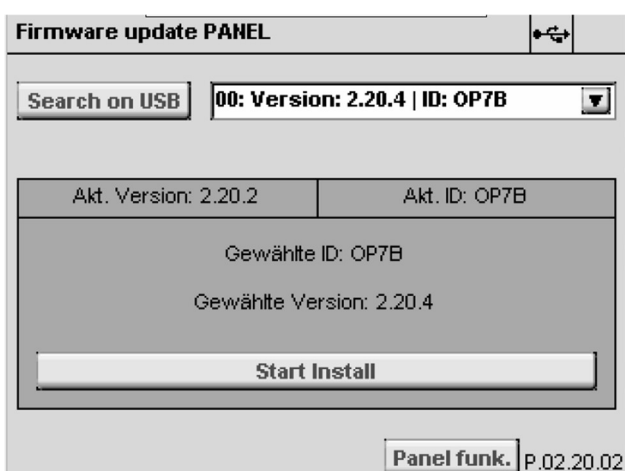 Firmware update PANEL
Search on USB
00: Version: 2.20.4 | ID: OP7B
Akt. Version: 2.20.2
Akt. ID: OP7B
Gewählte ID: OP7B
Gewählte Version: 2.20.4
Start Install
Panel funk.
P.02.20.02